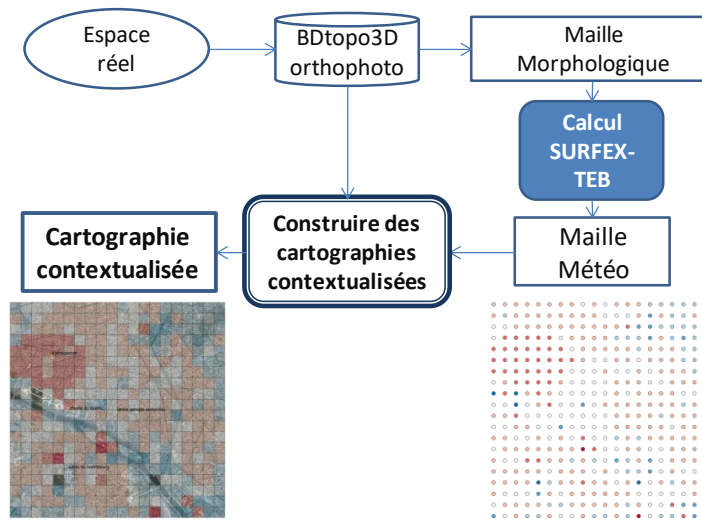 Espace
réel
BDtopo3D
orthophoto
Maille
Morphologique
Calcul
SURFEX-
TEB
Cartographie
contextualisée
Construire des
cartographies
contextualisées
Maille
Météo